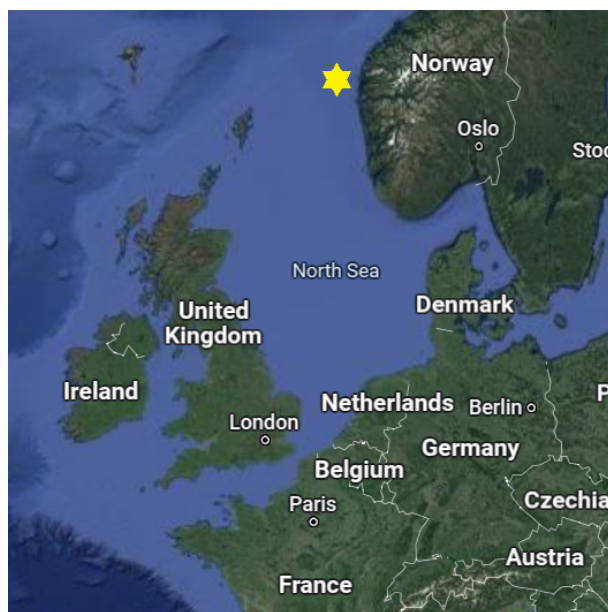 Norway
Oslo
Stoc
North Sea
Denmark
United
Kingdom
Ireland
Netherlands
Berlin
P
London
Germany
Belgium
Czechia
Paris
Austria
France